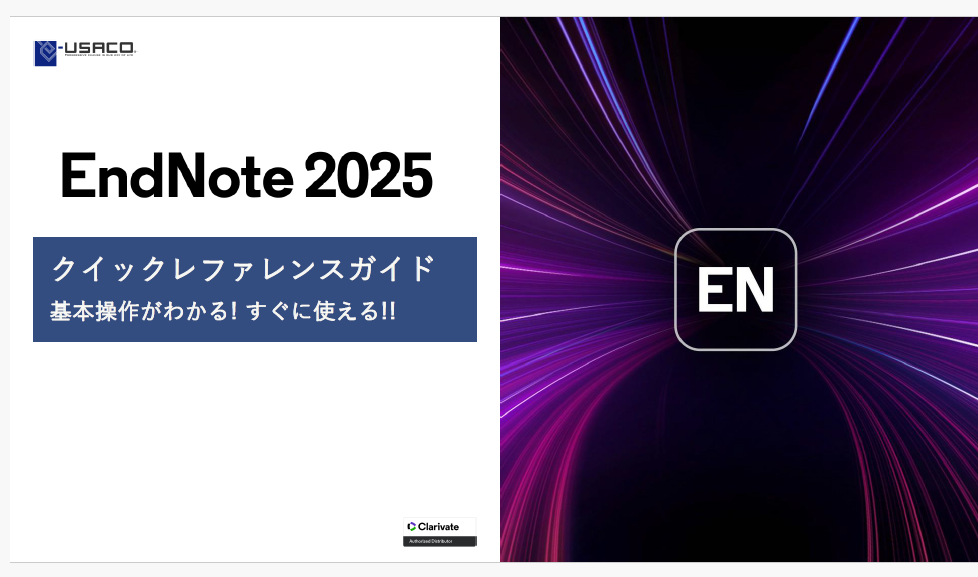 USACO
EndNote 2025
クイックレファレンスガイド
基本操作がわかる! すぐに使える!!
EN
Clarivate
Authorised Distributor